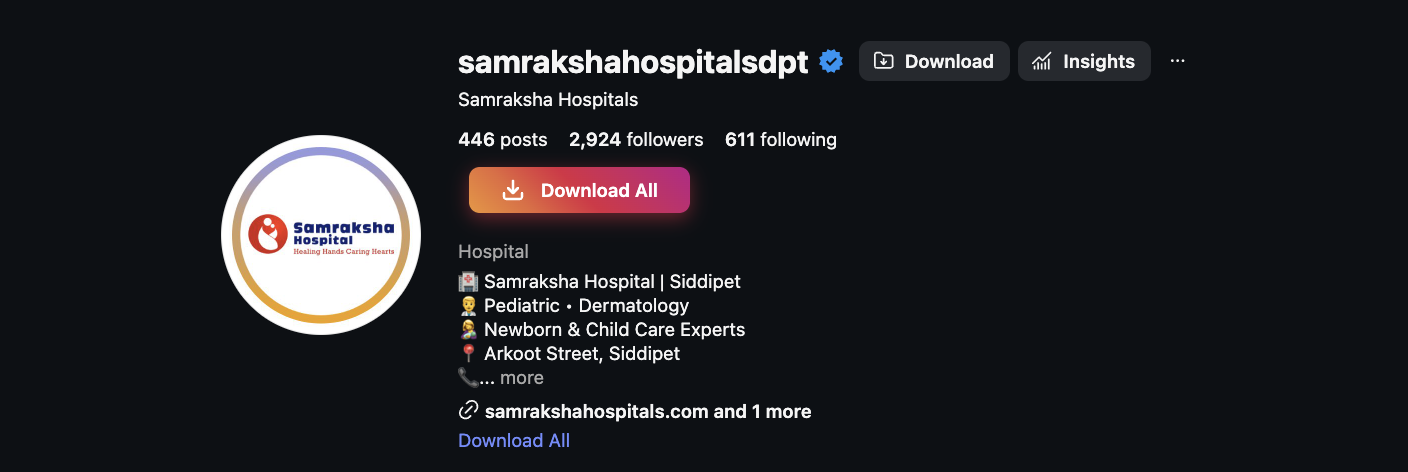 samrakshahospitalsdpt Download Insights ...
Samraksha Hospitals
446 posts 2,924 followers 611 following
Download All
Samraksha
Hospital
Healing Hands Caring Hearts
Hospital
🏥 Samraksha Hospital | Siddipet
👨‍⚕️ Pediatric • Dermatology
🤱 Newborn & Child Care Experts
📍 Arkoot Street, Siddipet
📞... more
samrakshahospitals.com and 1 more
Download All